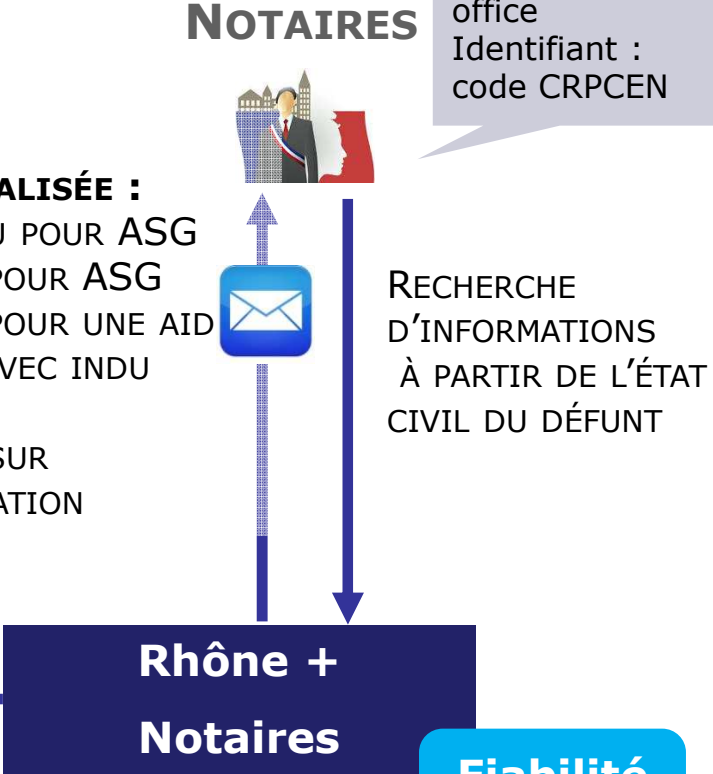 NOTAIRES
office
Identifiant :
code CRPCEN
ALISÉE :
U POUR ASG
POUR ASG
POUR UNE AID
VEC INDU
SUR
ATION
RECHERCHE
D’INFORMATIONS
À PARTIR DE L’ÉTAT
CIVIL DU DÉFUNT
Rhône +
Notaires
Fiabilité